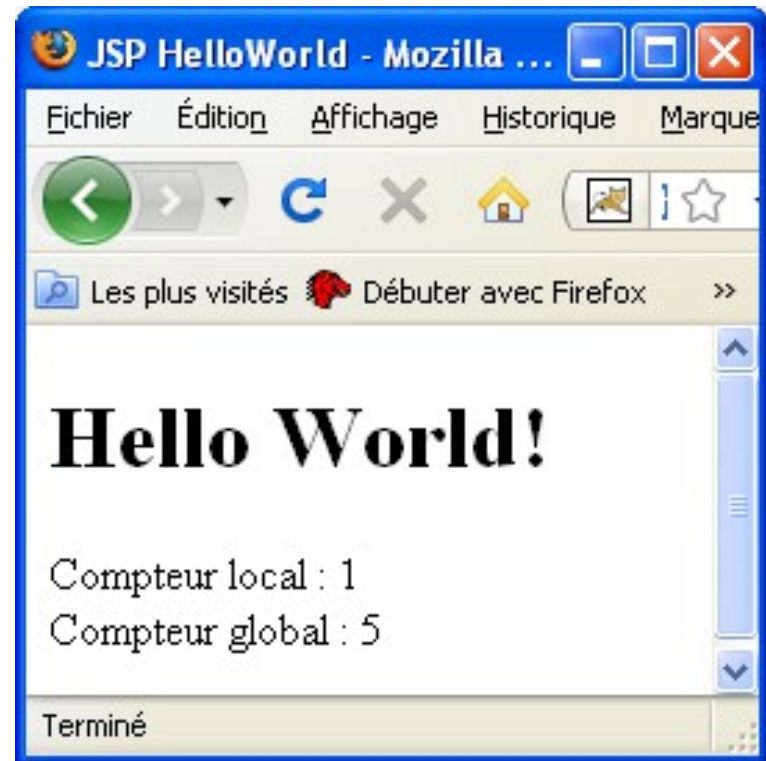 JSP HelloWorld - Mozilla ...
Fichier Édition Affichage Historique Marque
Les plus visités Débuter avec Firefox »
Hello World!
Compteur local : 1
Compteur global : 5
Terminé